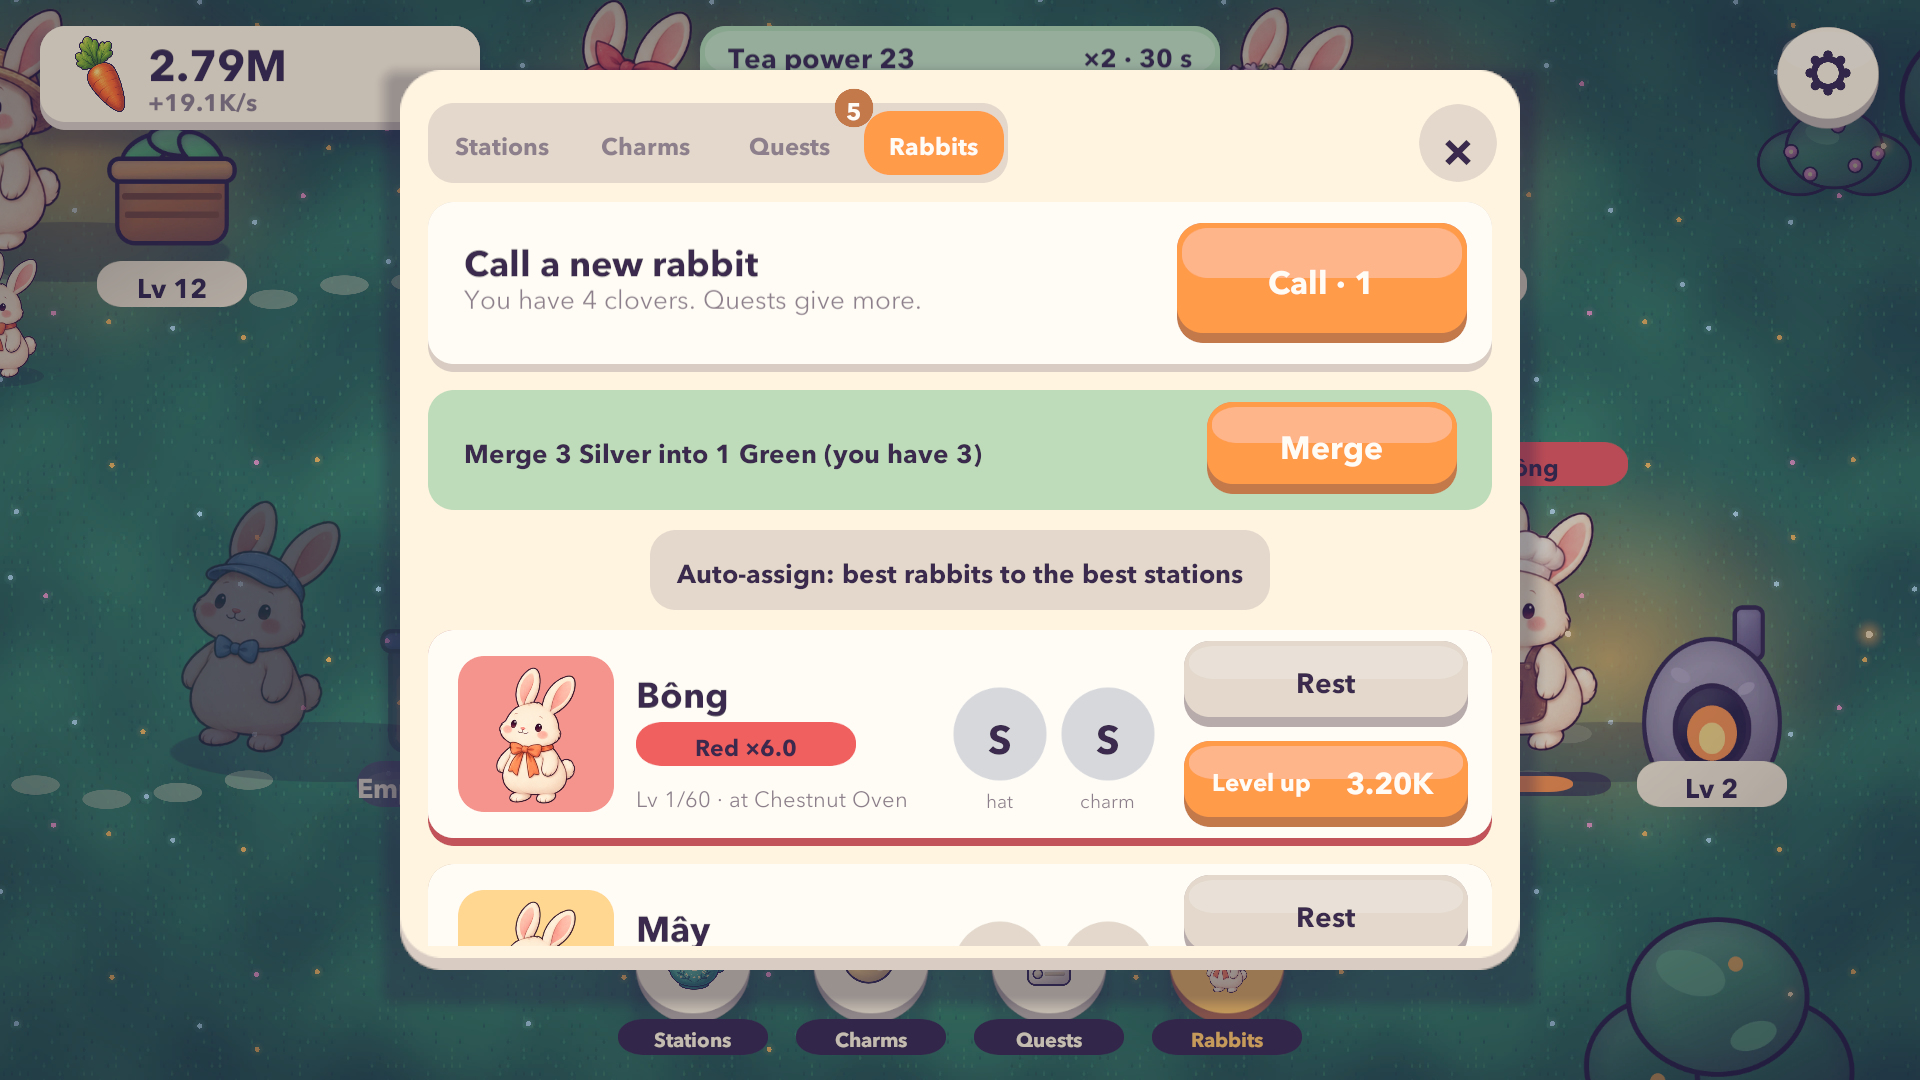 2.79M
+19.1K/s
Tea power 23
×2 · 30 s
Stations
Charms
Quests
5
Rabbits
×
Call a new rabbit
You have 4 clovers. Quests give more.
Call · 1
Merge 3 Silver into 1 Green (you have 3)
Merge
Auto-assign: best rabbits to the best stations
Bông
Red ×6.0
Lv 1/60 · at Chestnut Oven
S
hat
S
charm
Rest
Level up 3.20K
Mây
Rest
Lv 12
Lv 2
Stations
Charms
Quests
Rabbits